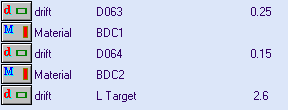 d drift D063 0.25
M Material BDC1
d drift D064 0.15
M Material BDC2
d drift L Target 2.6